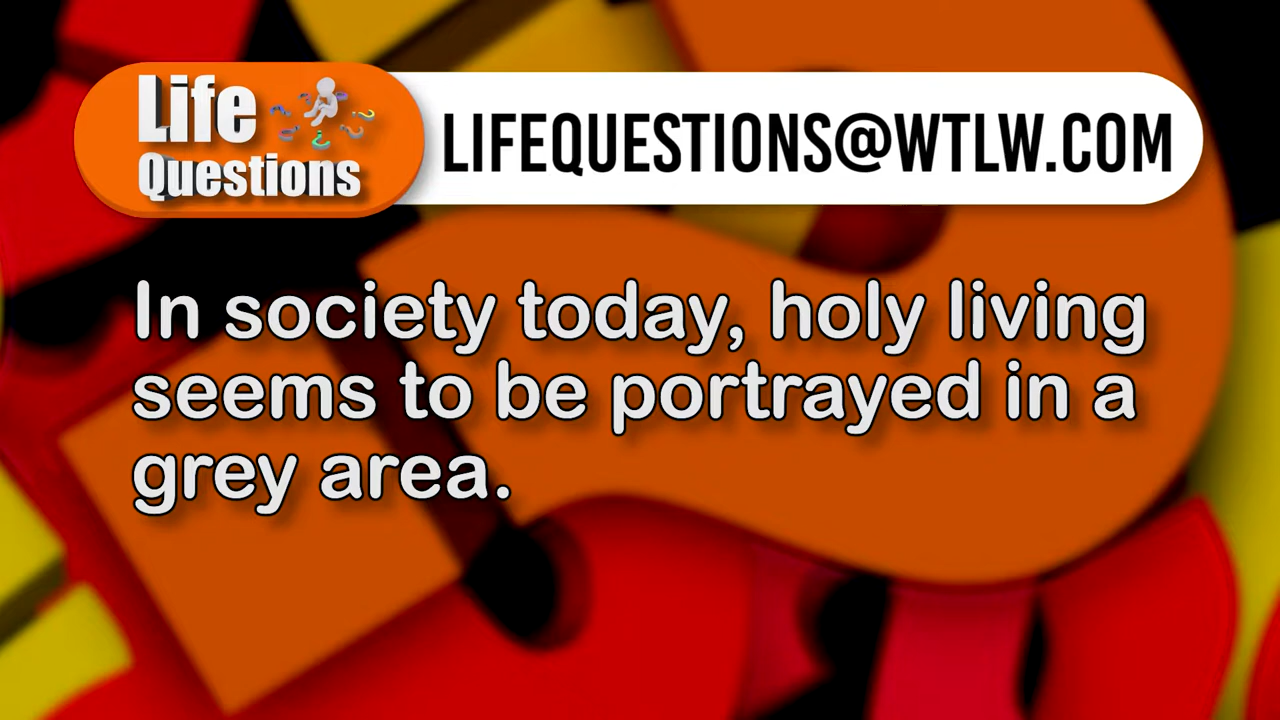 Life
Questions
LIFEQUESTIONS@WTLW.COM
In society today, holy living
seems to be portrayed in a
grey area.